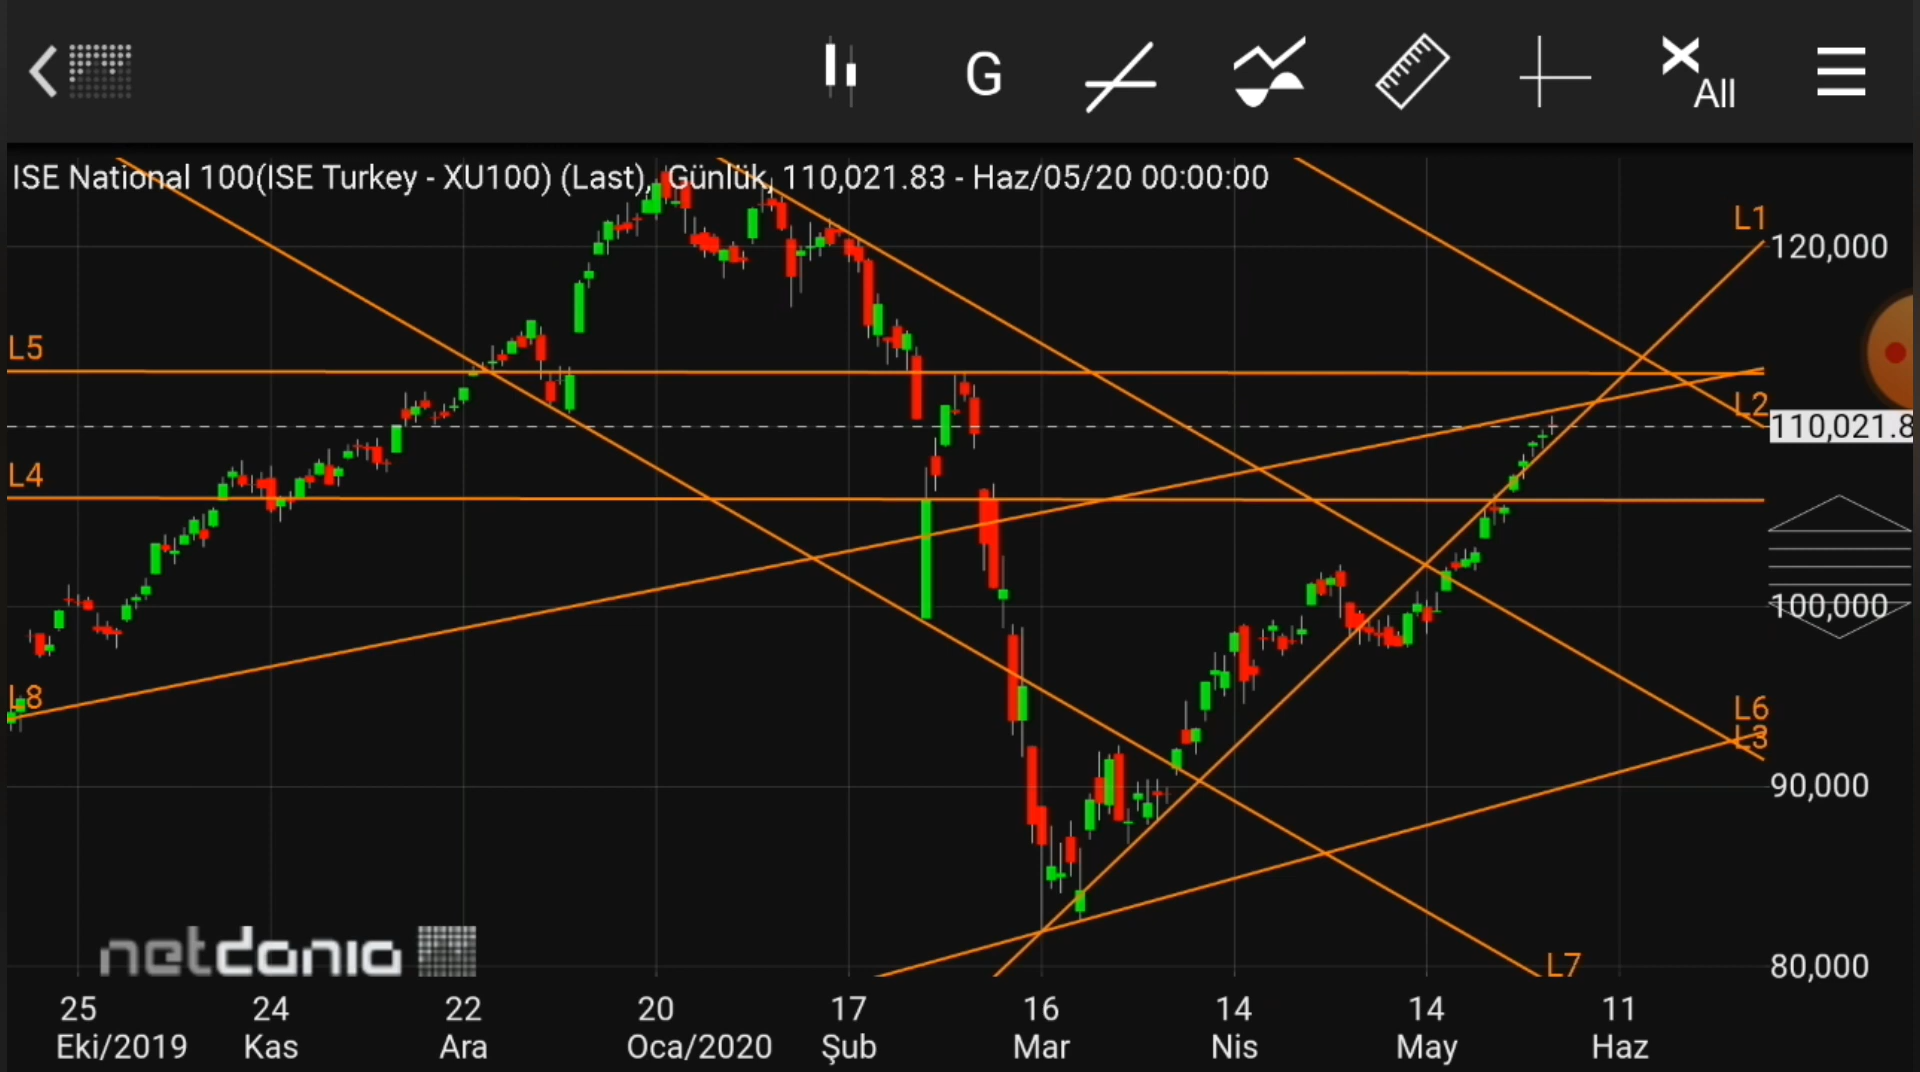 G
All
ISE National 100(ISE Turkey - XU100) (Last), Günlük, 110,021.83 - Haz/05/20 00:00:00
L1
120,000
L5
L2
110,021.8
L4
100,000
L8
L6
L3
90,000
netdania
L7
80,000
25 24 22 20 17 16 14 14 11
Eki/2019 Kas Ara Oca/2020 Şub Mar Nis May Haz